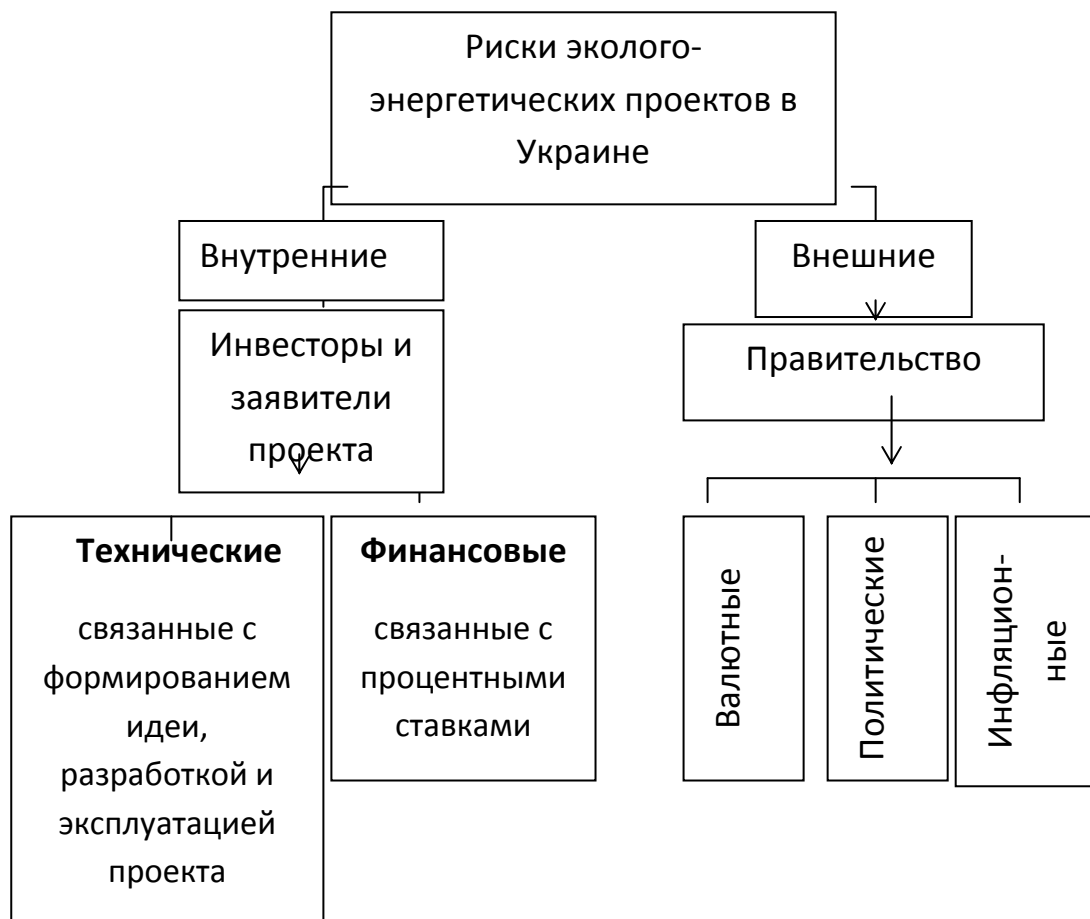 Риски эколого-
энергетических проектов в
Украине
Внутренние
Внешние
Инвесторы и
заявители
проекта
Правительство
Технические
связанные с
формированием
идеи,
разработкой и
эксплуатацией
проекта
Финансовые
связанные с
процентными
ставками
Валютные
Политические
Инфляцион-
ные